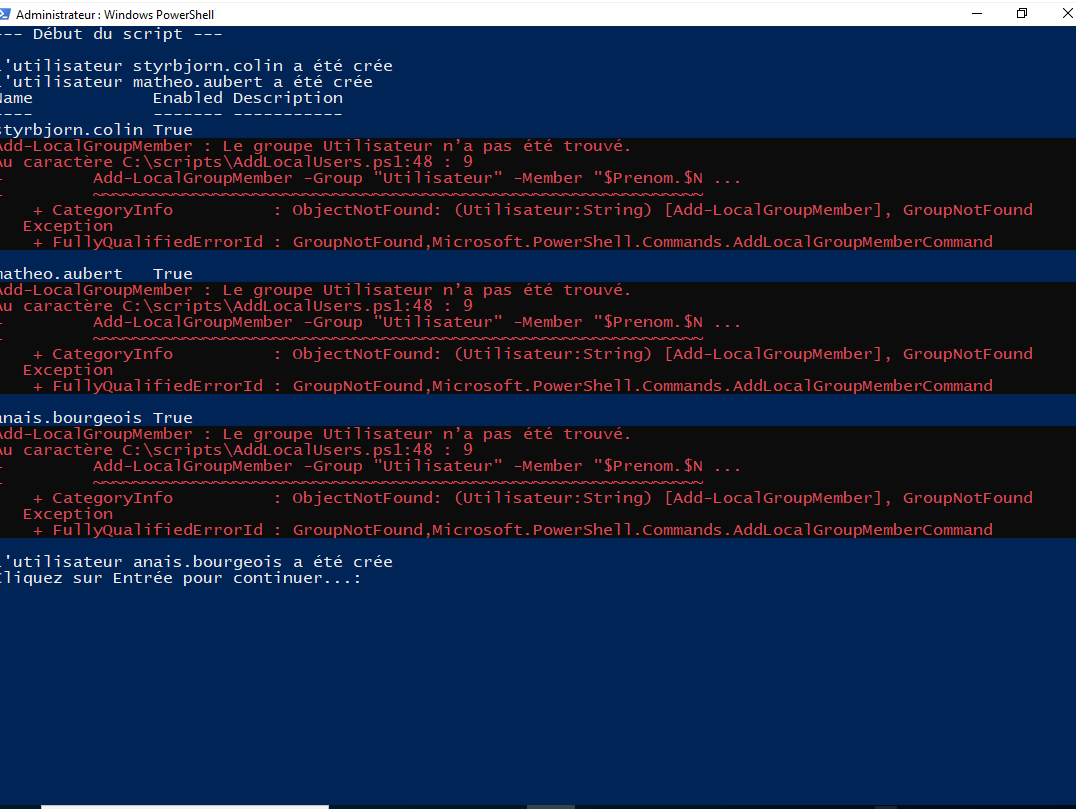 Administrateur : Windows PowerShell
--- Début du script ---
'utilisateur styrbjorn.colin a été crée
'utilisateur matheo.aubert a été crée
Name Enabled Description
---- ------- -----------
styrbjorn.colin True
Add-LocalGroupMember : Le groupe Utilisateur n’a pas été trouvé.
Au caractère C:\scripts\AddLocalUsers.ps1:48 : 9
+ Add-LocalGroupMember -Group "Utilisateur" -Member "$Prenom.$N ...
+ ~~~~~~~~~~~~~~~~~~~~~~~~~~~~~~~~~~~~~~~~~~~~~~~~~~~~~~~~~~~~~
+ CategoryInfo : ObjectNotFound: (Utilisateur:String) [Add-LocalGroupMember], GroupNotFound
Exception
+ FullyQualifiedErrorId : GroupNotFound,Microsoft.PowerShell.Commands.AddLocalGroupMemberCommand
matheo.aubert True
Add-LocalGroupMember : Le groupe Utilisateur n’a pas été trouvé.
Au caractère C:\scripts\AddLocalUsers.ps1:48 : 9
+ Add-LocalGroupMember -Group "Utilisateur" -Member "$Prenom.$N ...
+ ~~~~~~~~~~~~~~~~~~~~~~~~~~~~~~~~~~~~~~~~~~~~~~~~~~~~~~~~~~~~~
+ CategoryInfo : ObjectNotFound: (Utilisateur:String) [Add-LocalGroupMember], GroupNotFound
Exception
+ FullyQualifiedErrorId : GroupNotFound,Microsoft.PowerShell.Commands.AddLocalGroupMemberCommand
anais.bourgeois True
Add-LocalGroupMember : Le groupe Utilisateur n’a pas été trouvé.
Au caractère C:\scripts\AddLocalUsers.ps1:48 : 9
+ Add-LocalGroupMember -Group "Utilisateur" -Member "$Prenom.$N ...
+ ~~~~~~~~~~~~~~~~~~~~~~~~~~~~~~~~~~~~~~~~~~~~~~~~~~~~~~~~~~~~~
+ CategoryInfo : ObjectNotFound: (Utilisateur:String) [Add-LocalGroupMember], GroupNotFound
Exception
+ FullyQualifiedErrorId : GroupNotFound,Microsoft.PowerShell.Commands.AddLocalGroupMemberCommand
'utilisateur anais.bourgeois a été crée
Cliquez sur Entrée pour continuer...: